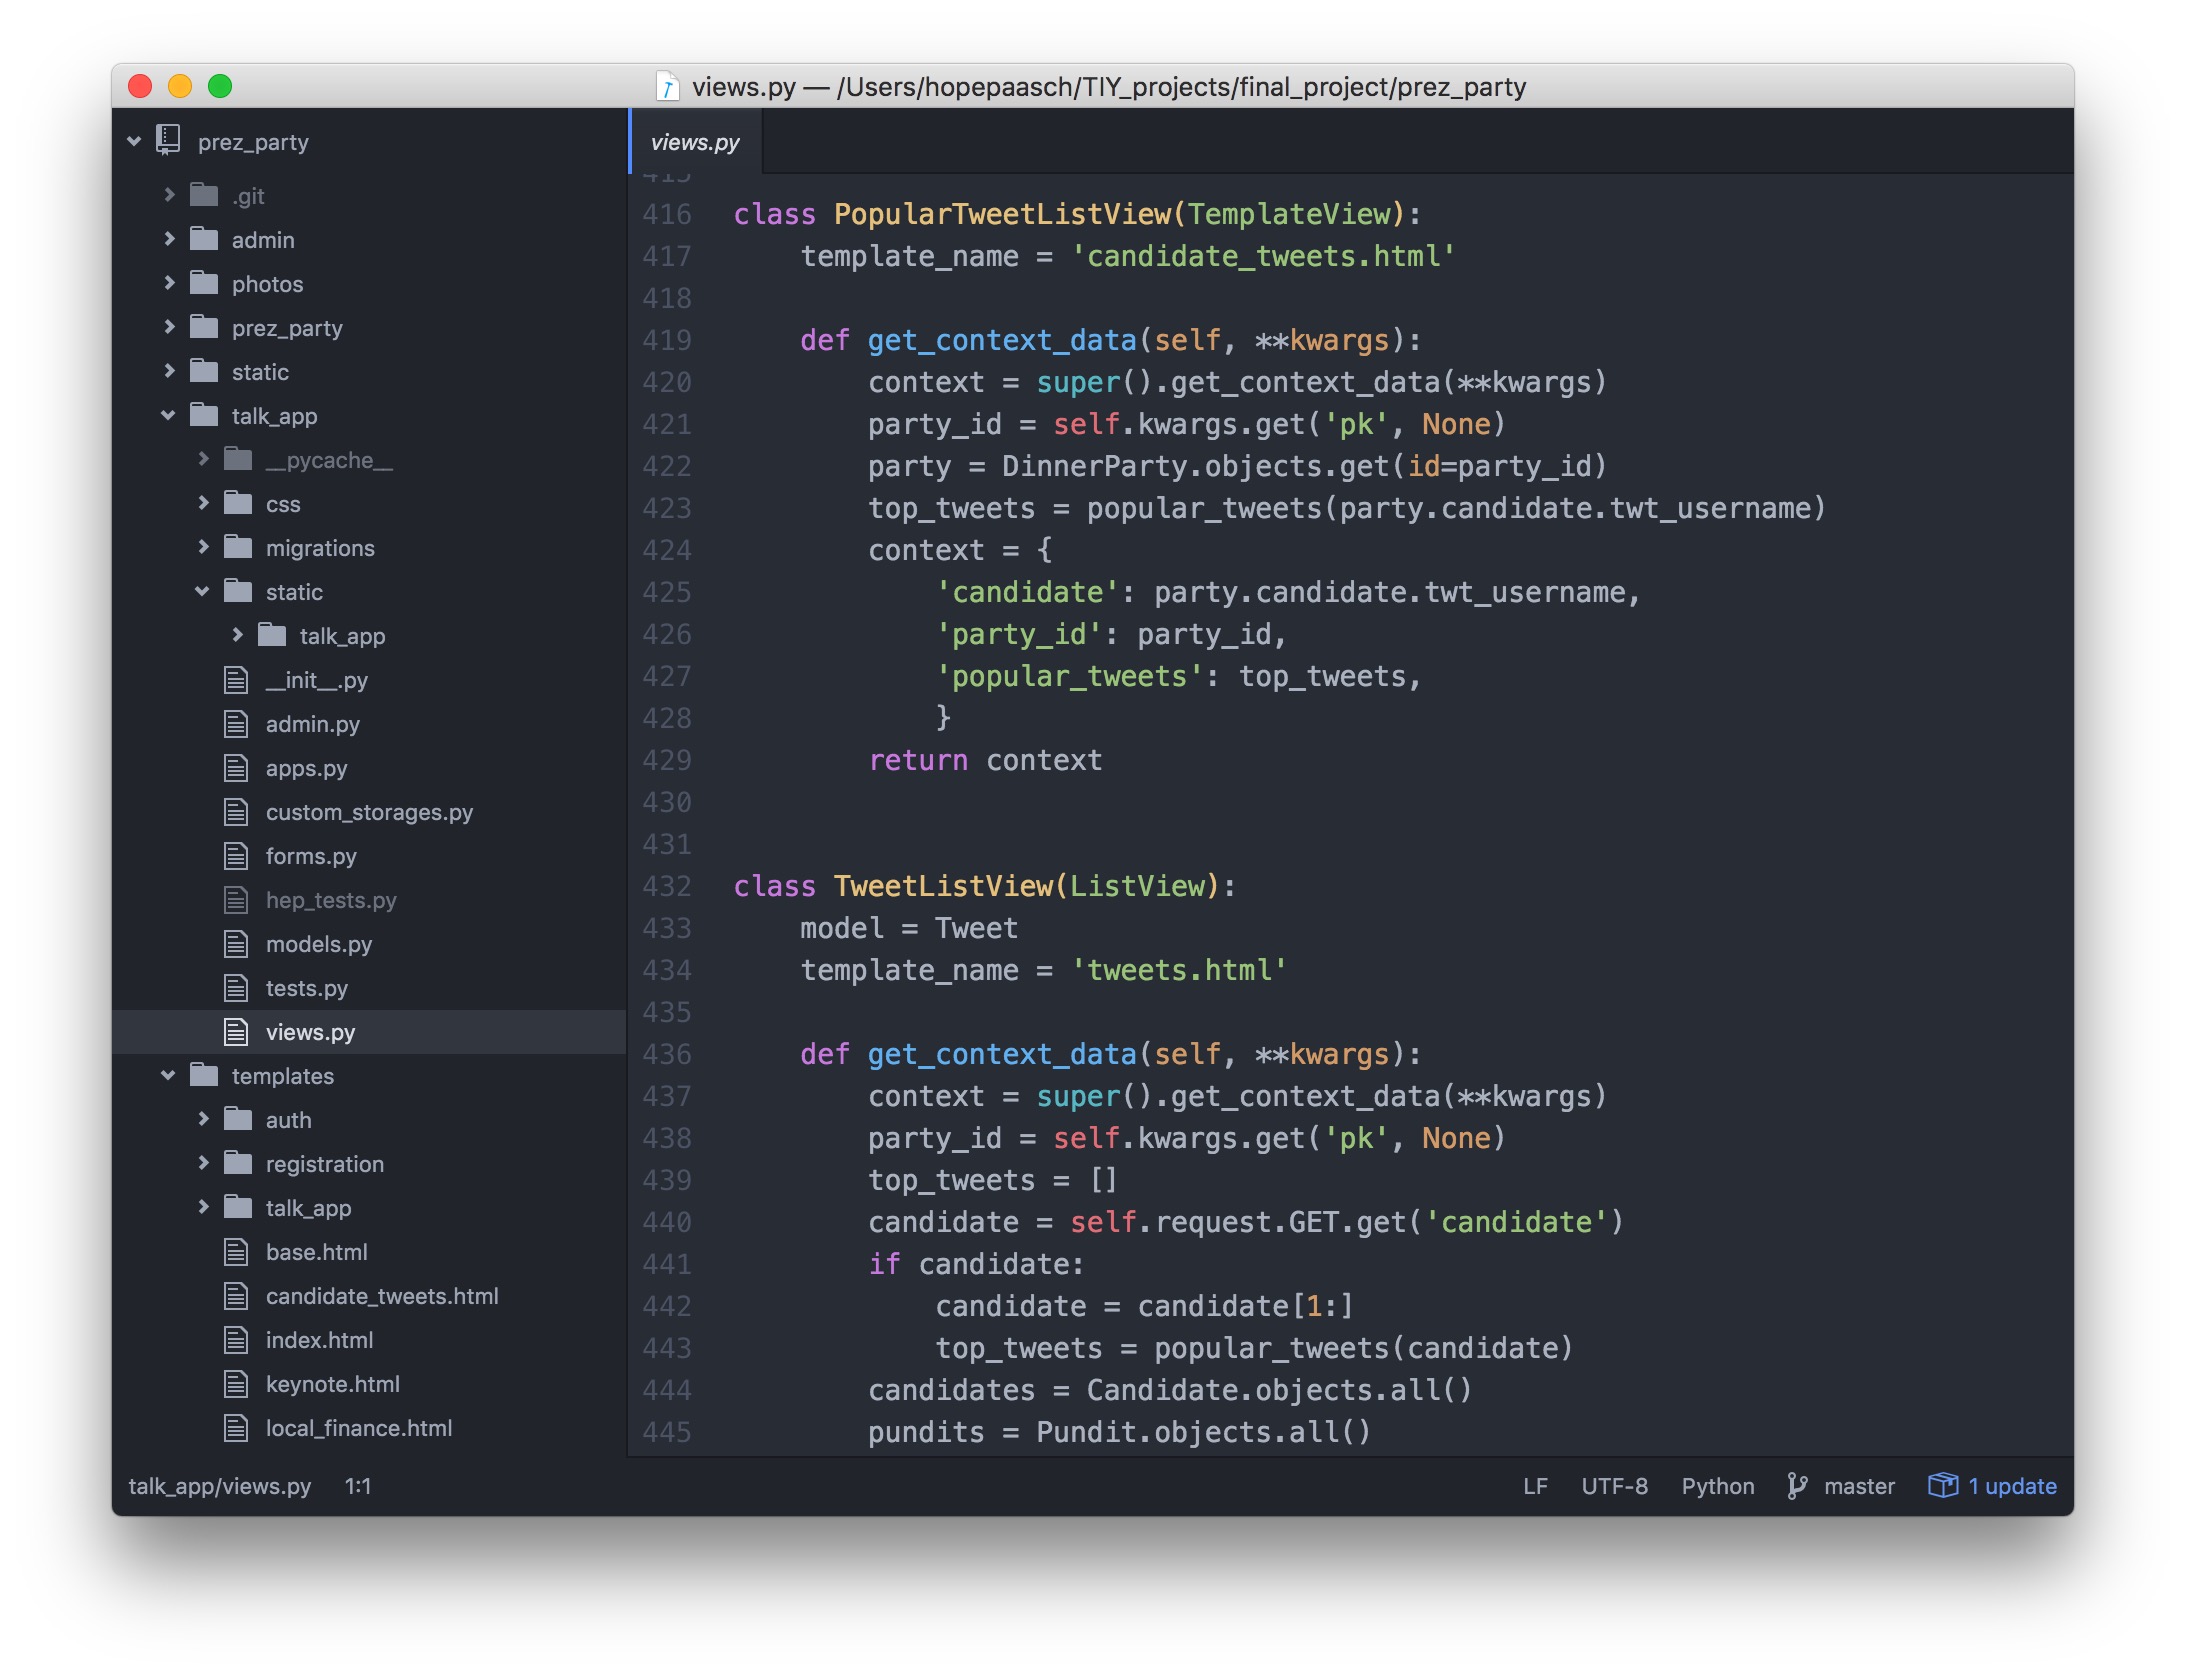 views.py — /Users/hopepaasch/TIY_projects/final_project/prez_party
prez_party
.git
admin
photos
prez_party
static
talk_app
__pycache__
css
migrations
static
talk_app
__init__.py
admin.py
apps.py
custom_storages.py
forms.py
hep_tests.py
models.py
tests.py
views.py
templates
auth
registration
talk_app
base.html
candidate_tweets.html
index.html
keynote.html
local_finance.html
views.py
415
416 class PopularTweetListView(TemplateView):
417     template_name = 'candidate_tweets.html'
418
419     def get_context_data(self, **kwargs):
420         context = super().get_context_data(**kwargs)
421         party_id = self.kwargs.get('pk', None)
422         party = DinnerParty.objects.get(id=party_id)
423         top_tweets = popular_tweets(party.candidate.twt_username)
424         context = {
425             'candidate': party.candidate.twt_username,
426             'party_id': party_id,
427             'popular_tweets': top_tweets,
428             }
429         return context
430
431
432 class TweetListView(ListView):
433     model = Tweet
434     template_name = 'tweets.html'
435
436     def get_context_data(self, **kwargs):
437         context = super().get_context_data(**kwargs)
438         party_id = self.kwargs.get('pk', None)
439         top_tweets = []
440         candidate = self.request.GET.get('candidate')
441         if candidate:
442             candidate = candidate[1:]
443             top_tweets = popular_tweets(candidate)
444         candidates = Candidate.objects.all()
445         pundits = Pundit.objects.all()
talk_app/views.py 1:1 LF UTF-8 Python master 1 update